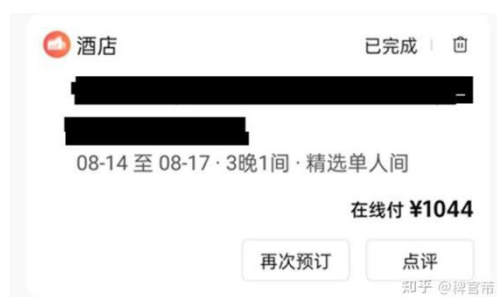 酒店 已完成
08-14 至 08-17 · 3晚1间 · 精选单人间
在线付 ¥1044
再次预订 点评
知乎 @稗官芾